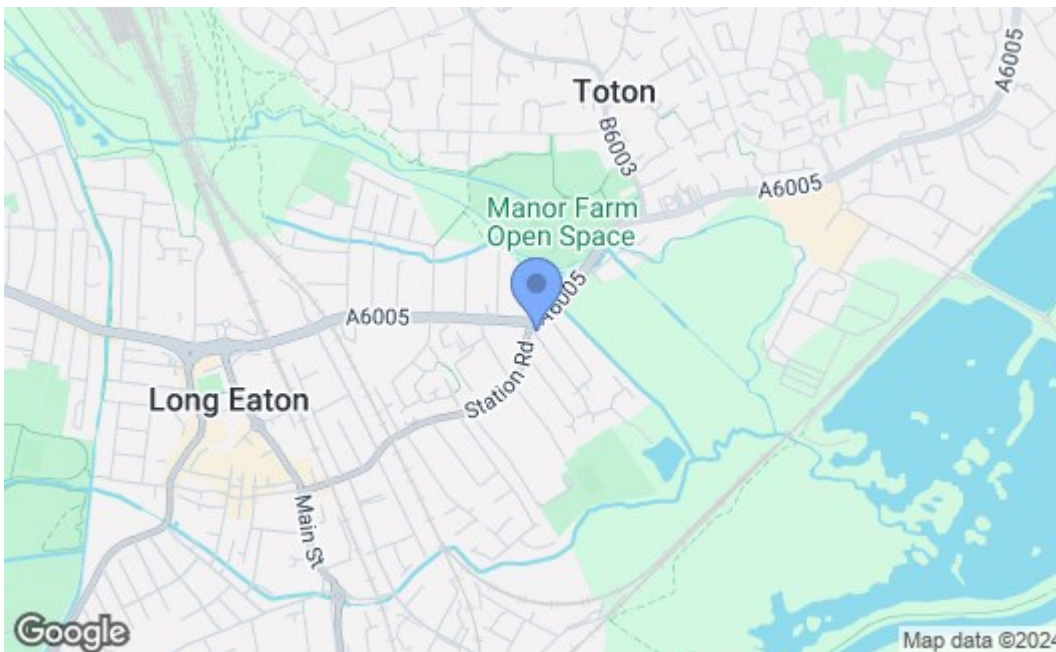 Toton
A6005
B6003
A6005
Manor Farm
Open Space
A6005
A6005
Station Rd
Long Eaton
Main St
Google
Map data ©2024